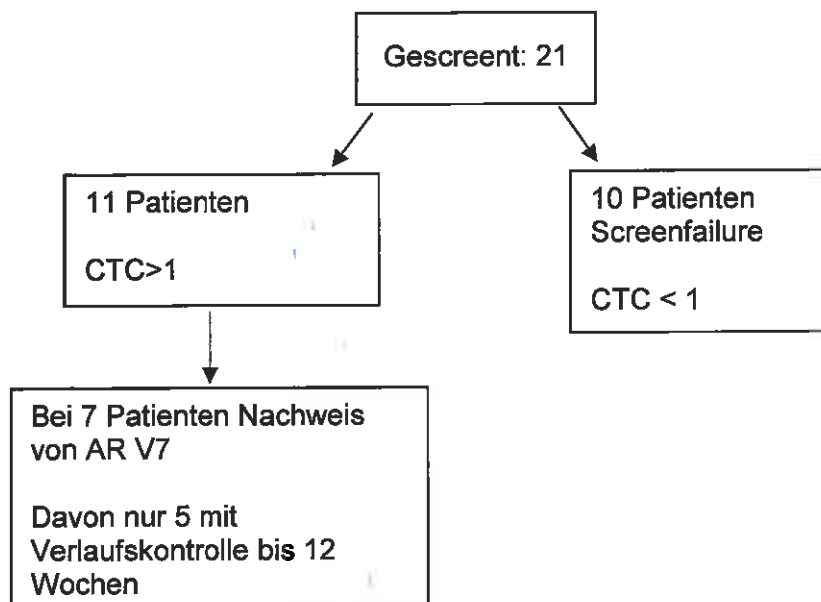 Gescreent: 21
11 Patienten
CTC>1
10 Patienten
Screenfailure
CTC < 1
Bei 7 Patienten Nachweis
von AR V7
Davon nur 5 mit
Verlaufskontrolle bis 12
Wochen